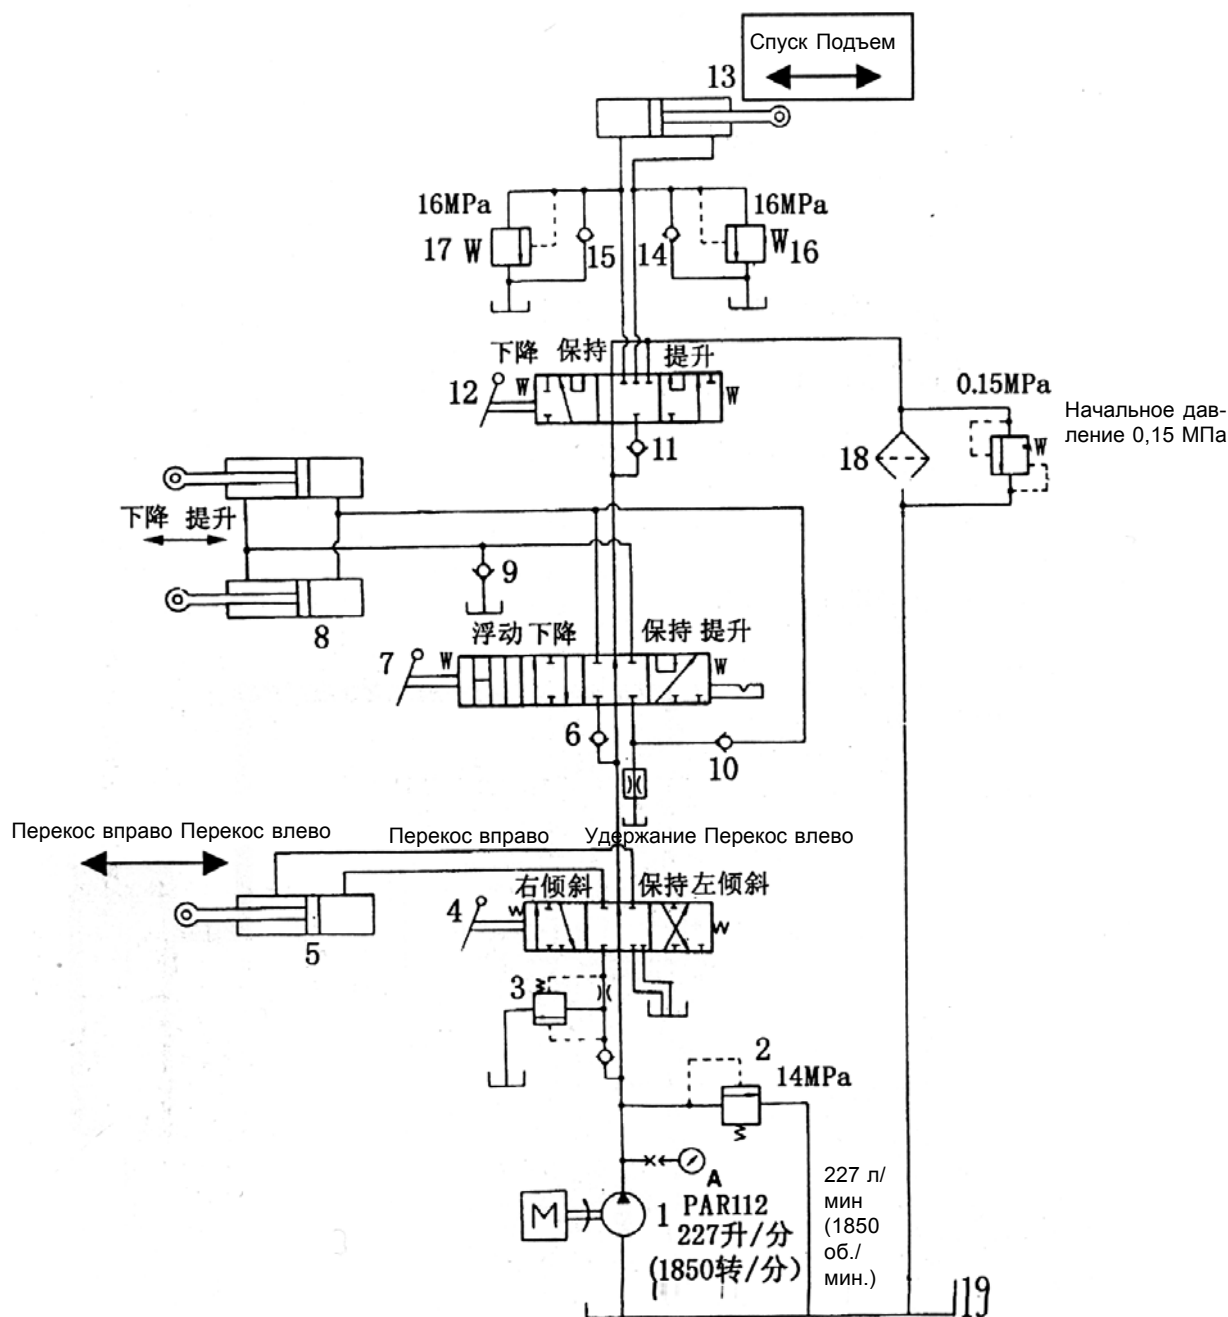 Спуск Подъем
13
16MPa
16MPa
17 W
15
14
W 16
下降 保持 提升
12
W
W
0.15MPa
Начальное дав-
ление 0,15 МПа
11
18
W
下降 提升
9
8
浮动 下降 保持 提升
7
W
W
6
10
Перекос вправо Перекос влево
Перекос вправо Удержание Перекос влево
右倾斜 保持 左倾斜
4
5
3
2
14MPa
A
M
1 PAR112
227升/分
(1850转/分)
227 л/
мин
(1850
об./
мин.)
19